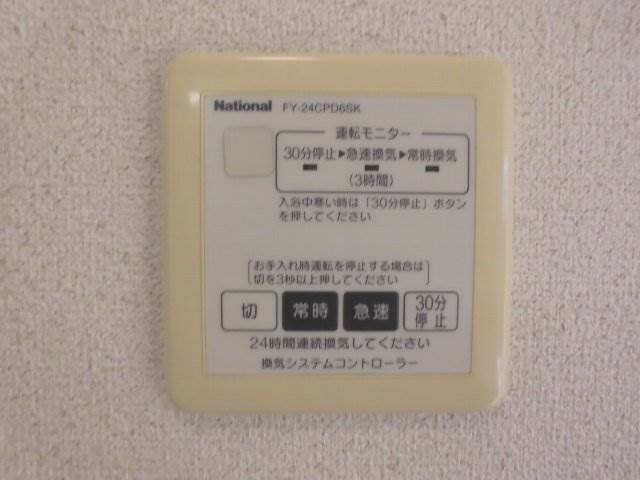 National FY-24CPD6SK
運転モニター
30分停止▶急速換気▶常時換気
(3時間)
入浴中寒い時は「30分停止」ボタン
を押してください
お手入れ時運転を停止する場合は
切を3秒以上押してください
切 常時 急速 30分
停止
24時間連続換気してください
換気システムコントローラー